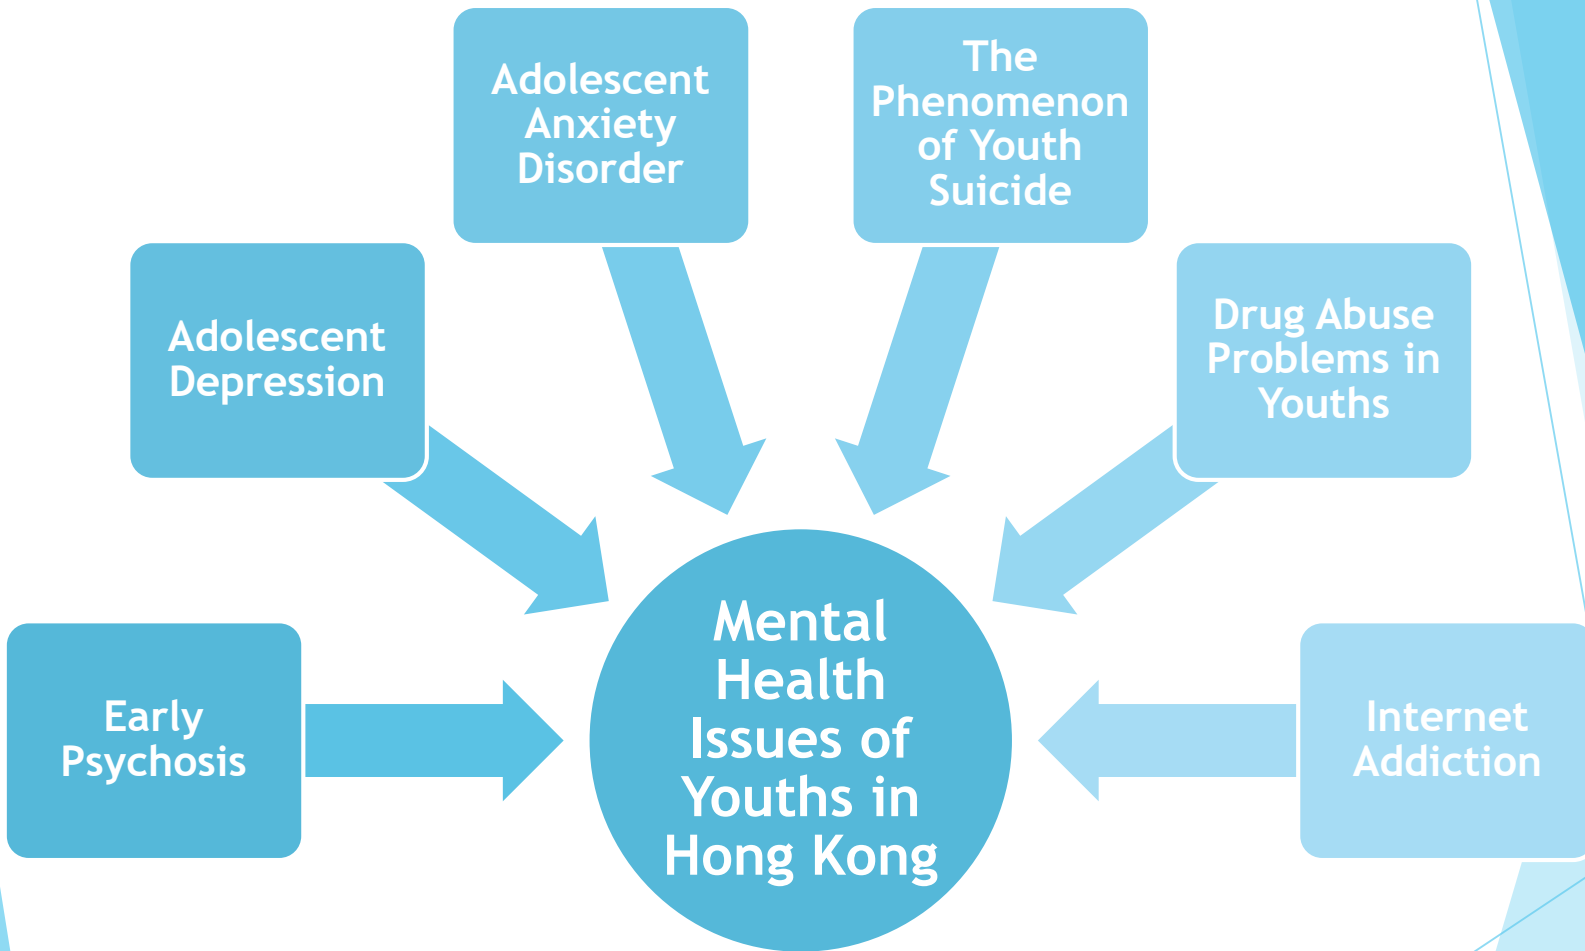 Adolescent
Anxiety
Disorder
The
Phenomenon
of Youth
Suicide
Adolescent
Depression
Drug Abuse
Problems in
Youths
Early
Psychosis
Mental
Health
Issues of
Youths in
Hong Kong
Internet
Addiction